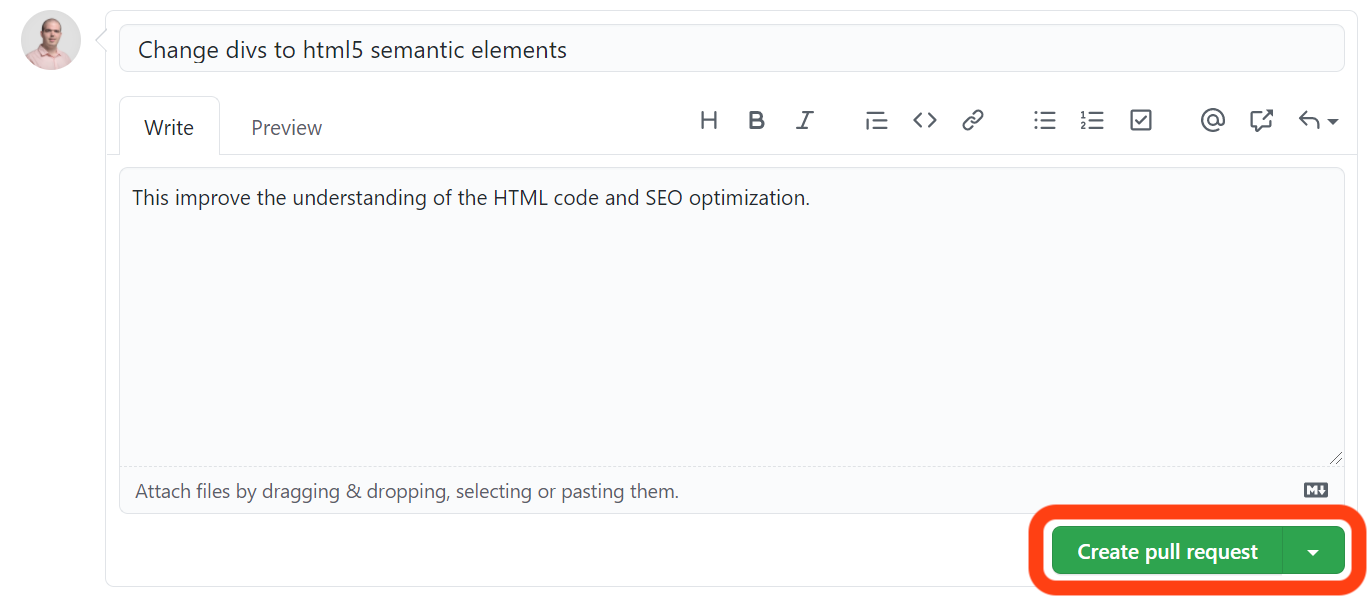 Change divs to html5 semantic elements
Write Preview
This improve the understanding of the HTML code and SEO optimization.
Attach files by dragging & dropping, selecting or pasting them.
Create pull request